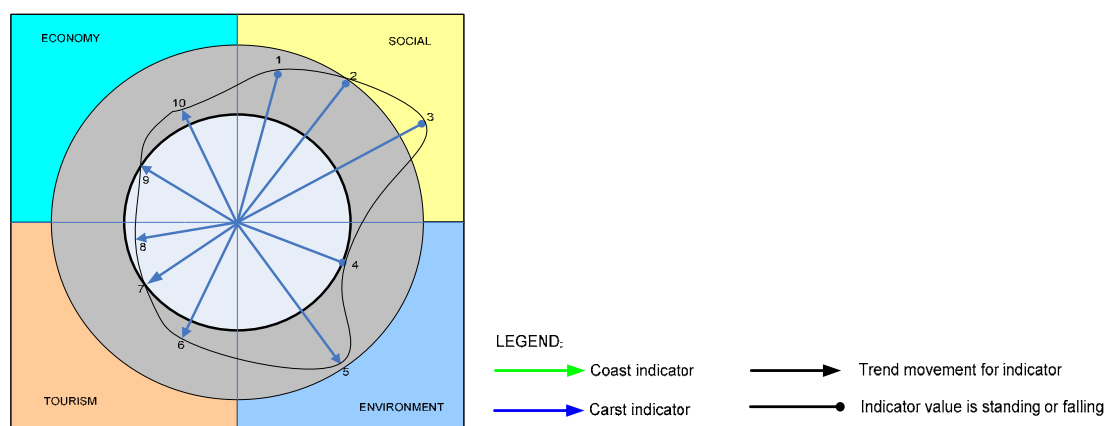 ECONOMY
SOCIAL
1
2
10
3
9
4
8
7
6
5
TOURISM
ENVIRONMENT
LEGEND:
Coast indicator
Trend movement for indicator
Carst indicator
Indicator value is standing or falling